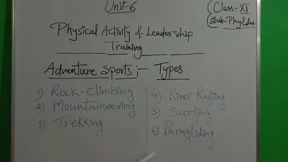 Unit-6
Class-XI
Sub-Phy.Edu
Physical Activity & Leadership
Training
Adventure Sports;- Types
1) Rock-Climbing
2) Mountaineering
3) Trekking
4) River Rafting
5) Surfing
6) Paragliding